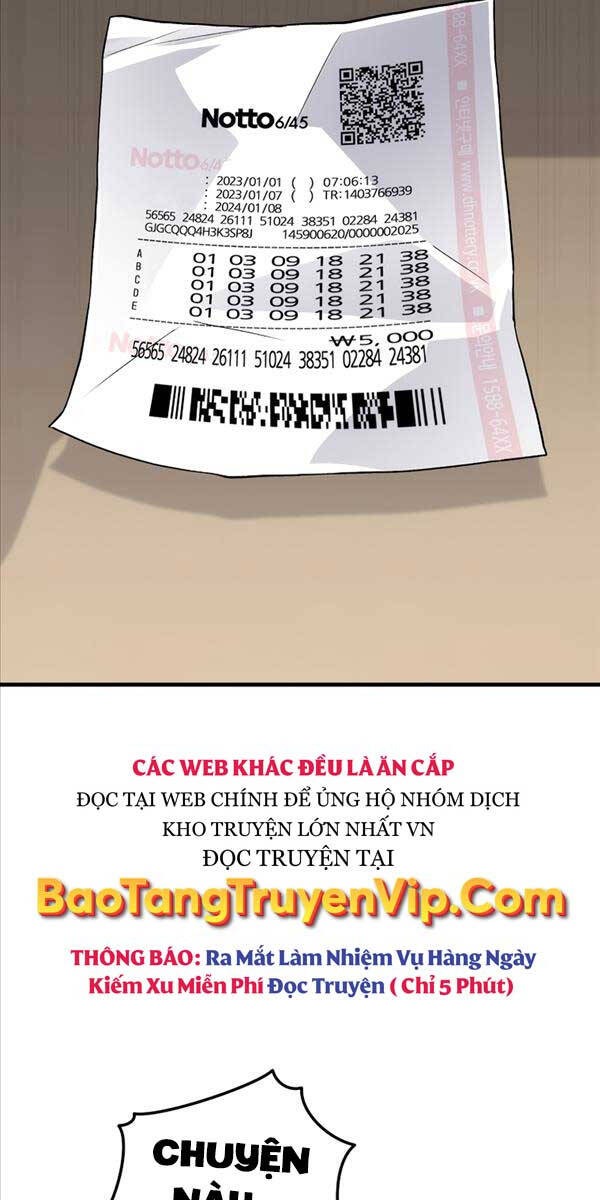 Notto6/45
Notto6/45
: 2023/01/01 ( ) 07:06:13
: 2023/01/07 ( ) TR:1403766939
: 2024/01/08
56565 24824 26111 51024 38351 02284 24381
GJGCQQQ4H3K3SP8J 145900620/0000002025
A 01 03 09 18 21 38
B 01 03 09 18 21 38
C 01 03 09 18 21 38
D 01 03 09 18 21 38
E 01 03 09 18 21 38
₩5,000
56565 24824 26111 51024 38351 02284 24381
1588-64XX
1588-64XX
CÁC WEB KHÁC ĐỀU LÀ ĂN CẮP
ĐỌC TẠI WEB CHÍNH ĐỂ ỦNG HỘ NHÓM DỊCH
KHO TRUYỆN LỚN NHẤT VN
ĐỌC TRUYỆN TẠI
BaoTangTruyenVip.Com
THÔNG BÁO: Ra Mắt Làm Nhiệm Vụ Hàng Ngày
Kiếm Xu Miễn Phí Đọc Truyện ( Chỉ 5 Phút)
CHUYỆN
NÀY